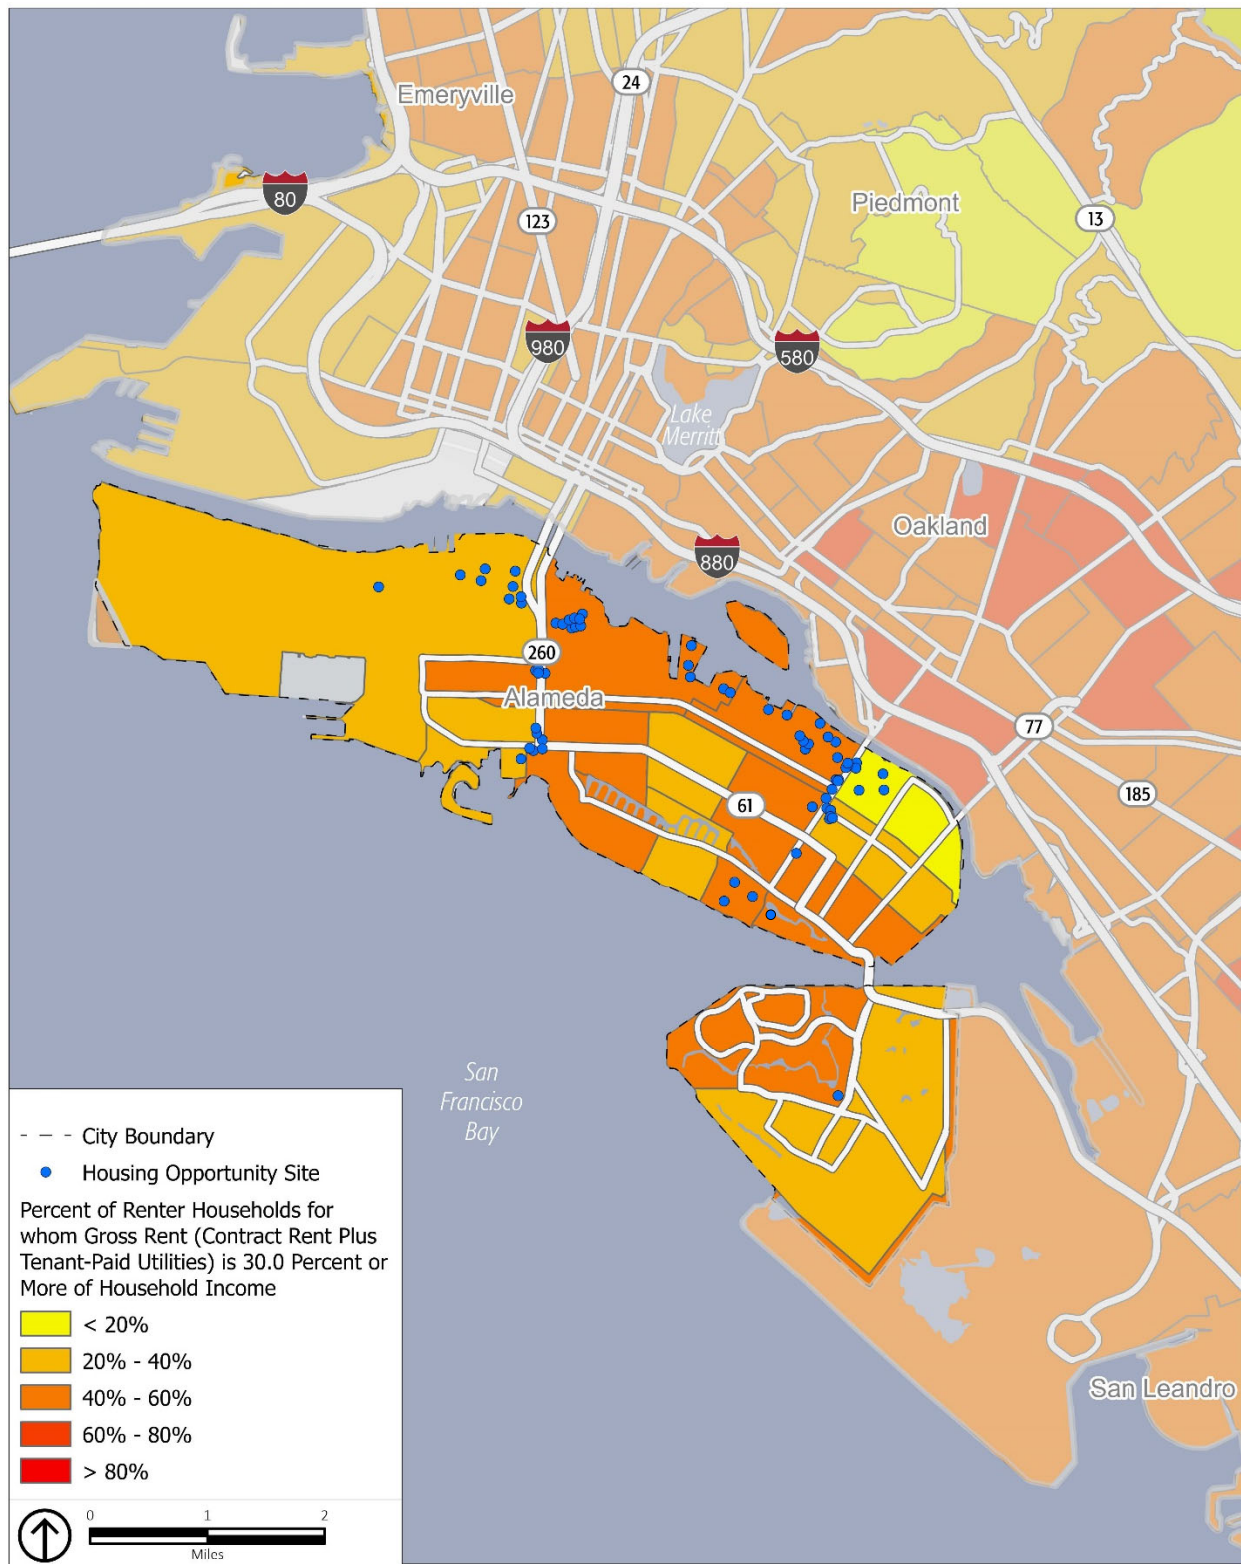 Emeryville
24
80
123
Piedmont
13
980
580
Lake
Merritt
Oakland
880
260
Alameda
77
61
185
San
Francisco
Bay
San Leandro
City Boundary
Housing Opportunity Site
Percent of Renter Households for
whom Gross Rent (Contract Rent Plus
Tenant-Paid Utilities) is 30.0 Percent or
More of Household Income
< 20%
20% - 40%
40% - 60%
60% - 80%
> 80%
0 1 2
Miles